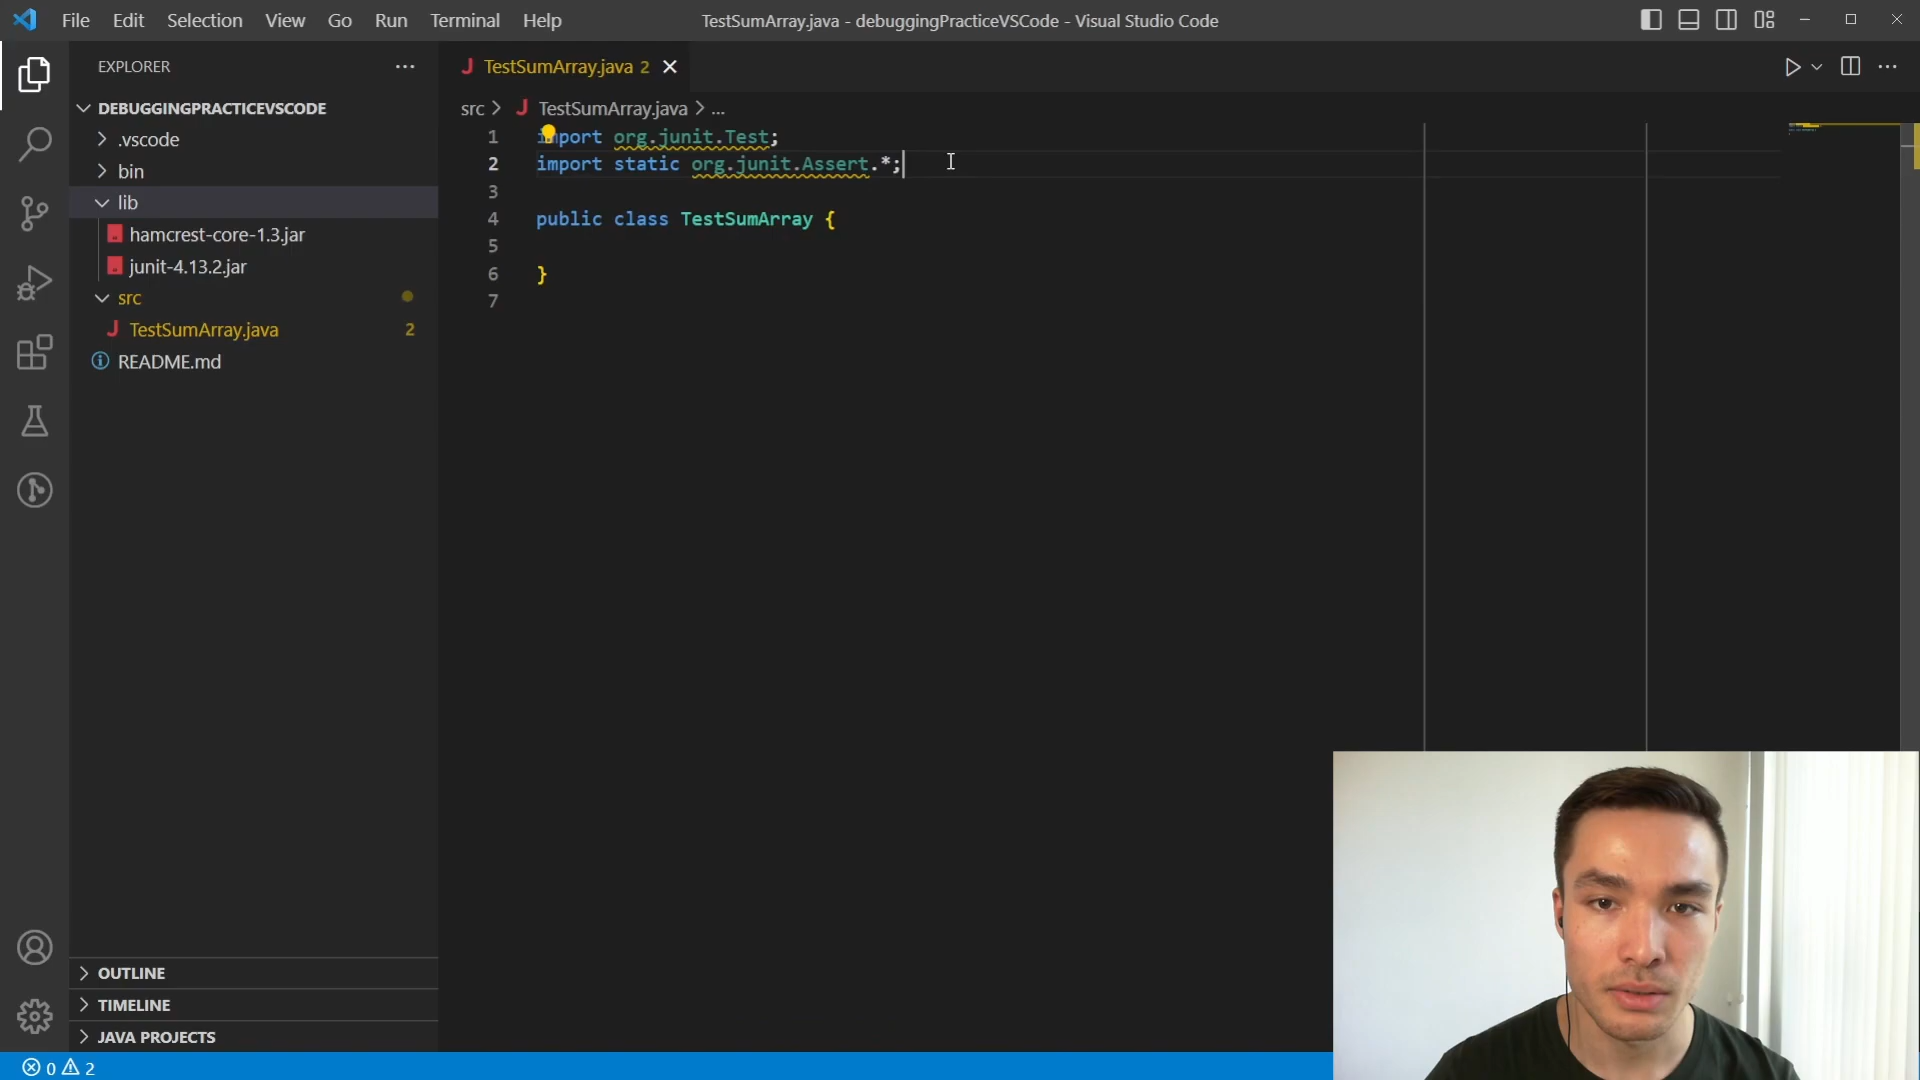 File Edit Selection View Go Run Terminal Help
TestSumArray.java - debuggingPracticeVSCode - Visual Studio Code
EXPLORER
DEBUGGINGPRACTICEVSCODE
.vscode
bin
lib
hamcrest-core-1.3.jar
junit-4.13.2.jar
src
J TestSumArray.java 2
README.md
OUTLINE
TIMELINE
JAVA PROJECTS
J TestSumArray.java 2
src > J TestSumArray.java > ...
1 import org.junit.Test;
2 import static org.junit.Assert.*;
3
4 public class TestSumArray {
5
6 }
7
0 2